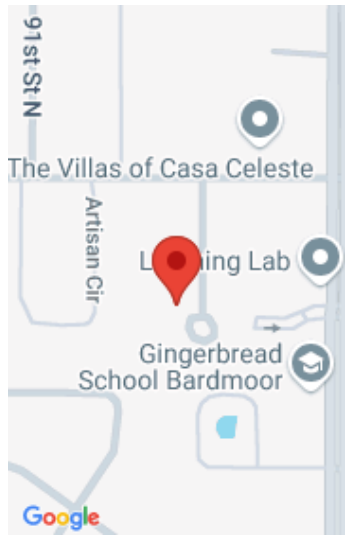 91st St N
The Villas of Casa Celeste
Artisan Cir
Lab
Gingerbread
School Bardmoor
Google